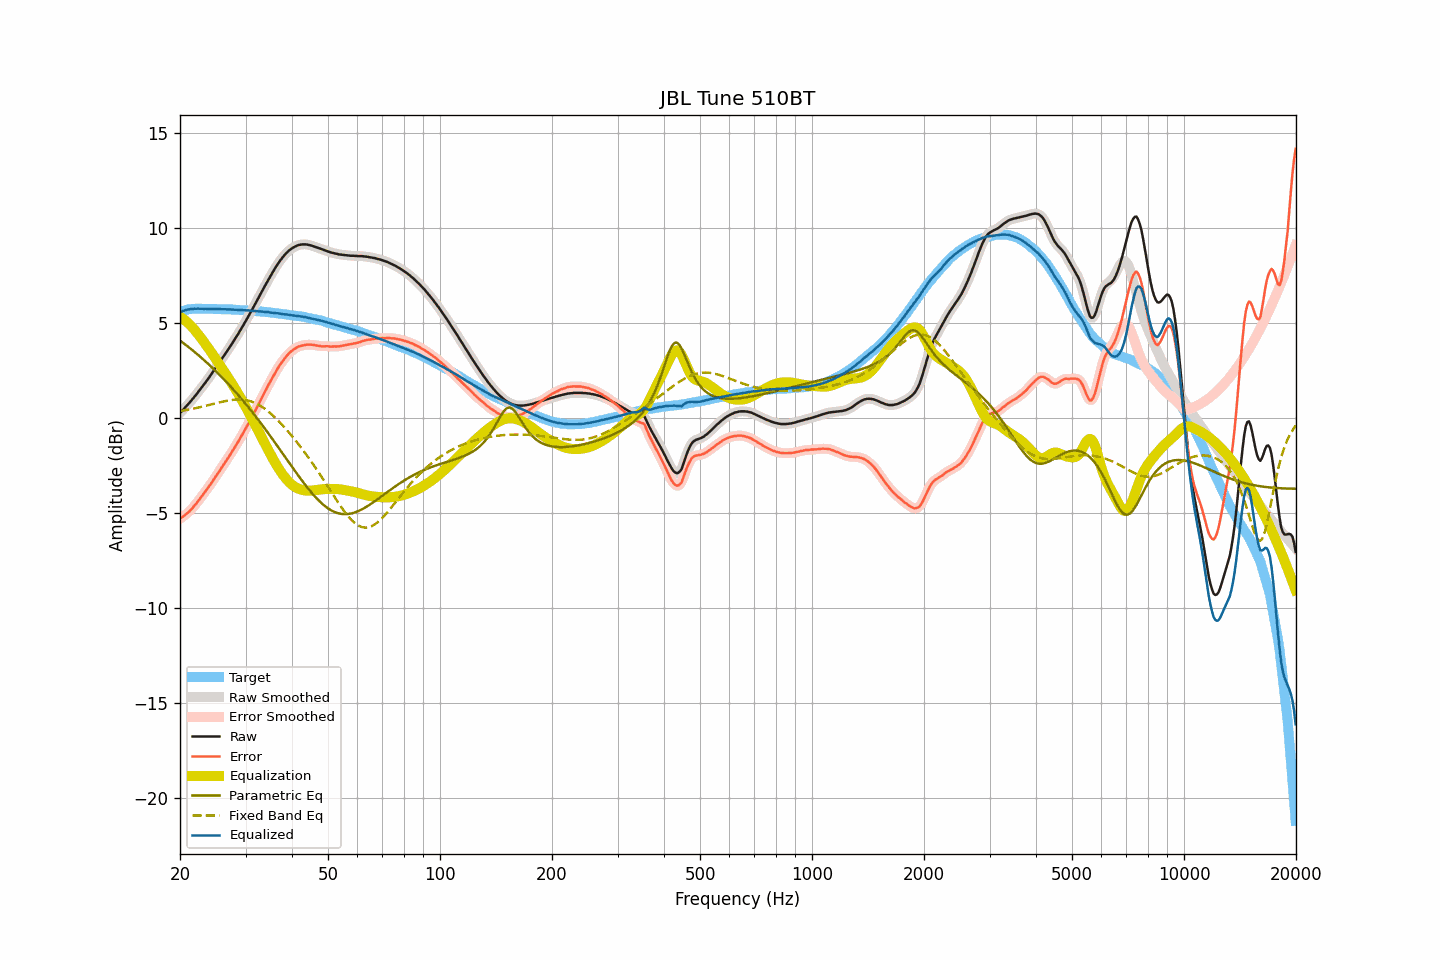 JBL Tune 510BT
Amplitude (dBr)
15
10
5
0
−5
−10
−15
−20
Target
Raw Smoothed
Error Smoothed
Raw
Error
Equalization
Parametric Eq
Fixed Band Eq
Equalized
20 50 100 200 500 1000 2000 5000 10000 20000
Frequency (Hz)